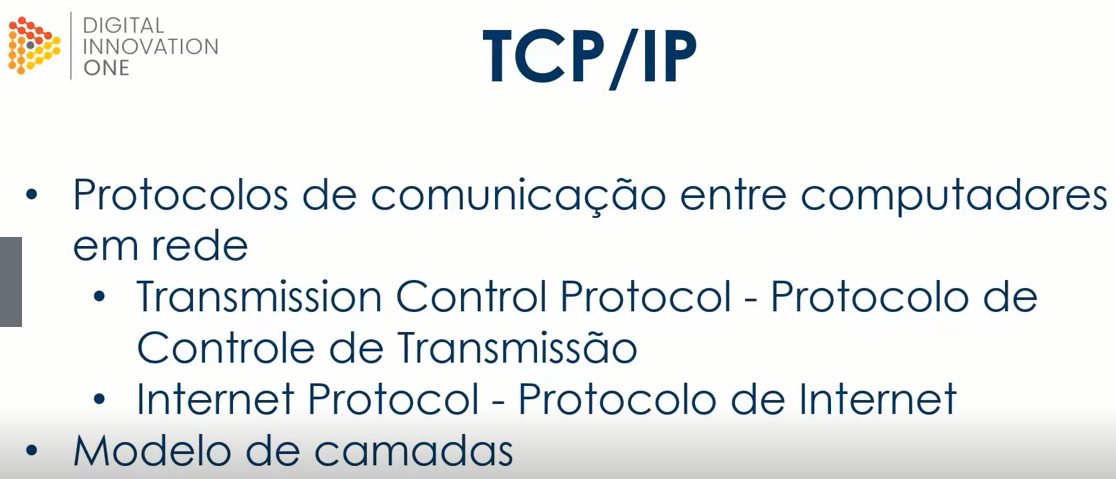 DIGITAL
INNOVATION
ONE
TCP/IP
• Protocolos de comunicação entre computadores
em rede
• Transmission Control Protocol - Protocolo de
Controle de Transmissão
• Internet Protocol - Protocolo de Internet
• Modelo de camadas